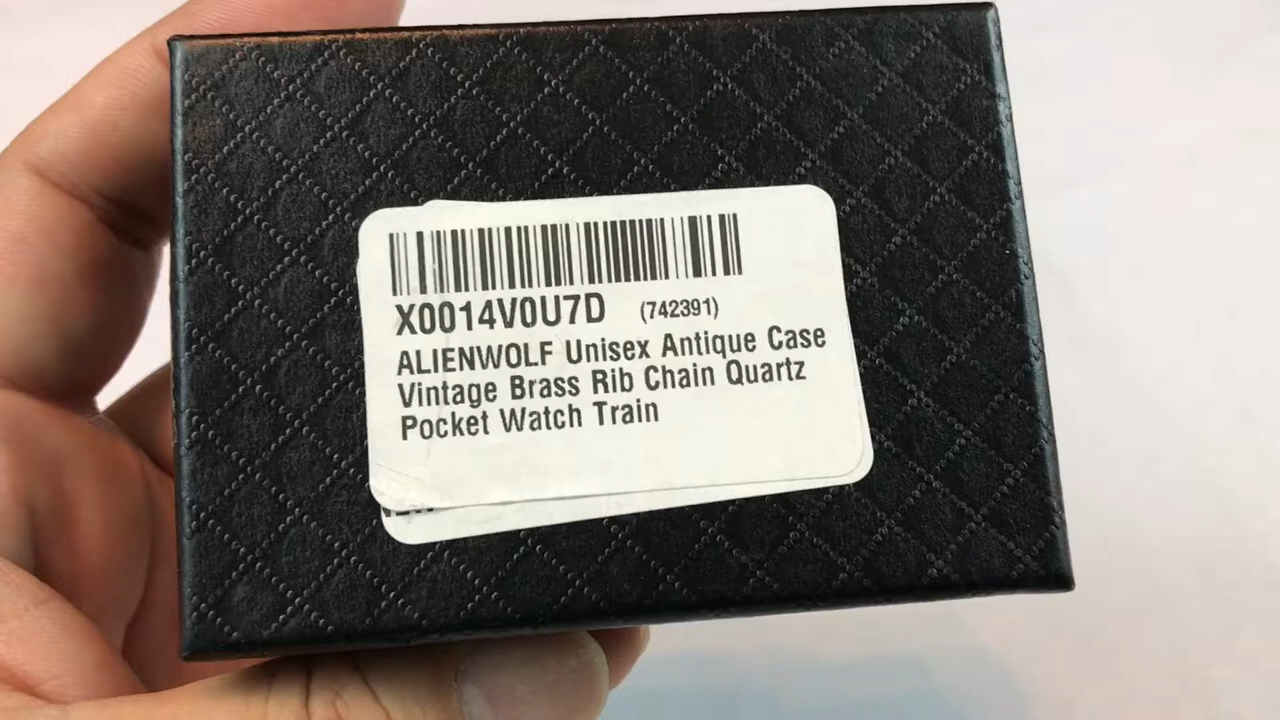 X0014V0U7D (742391)
ALIENWOLF Unisex Antique Case
Vintage Brass Rib Chain Quartz
Pocket Watch Train